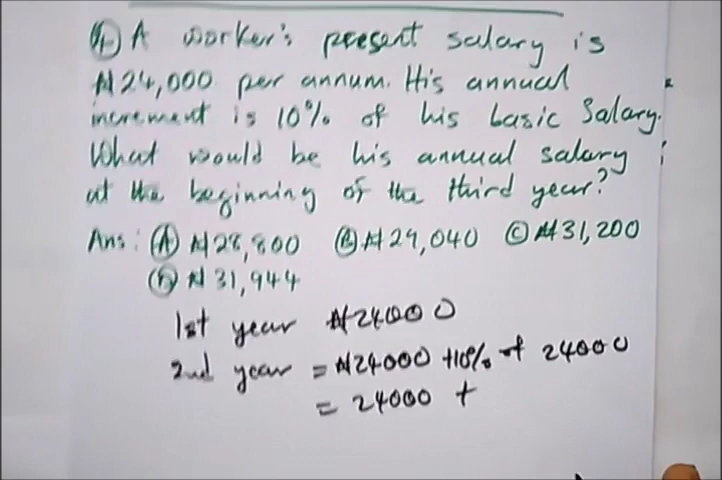 ④ A worker's present salary is
₦24,000 per annum. His annual
increment is 10% of his basic Salary.
What would be his annual salary
at the beginning of the third year?
Ans: Ⓐ ₦28,800 Ⓑ ₦29,040 Ⓒ ₦31,200
₦31,944
1st year ₦24000
2nd year = ₦24000 +10% of 24000
= 24000 +